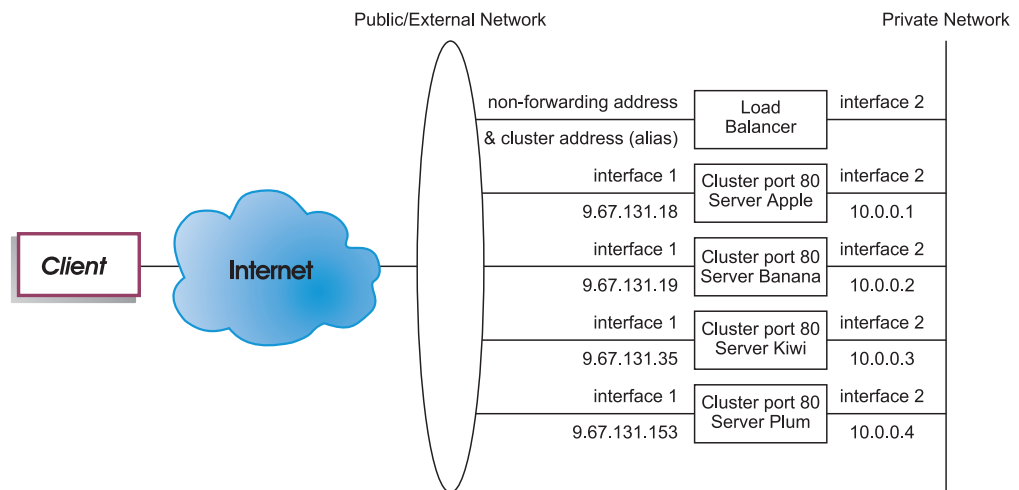 Public/External Network
Private Network
non-forwarding address
& cluster address (alias)
Load
Balancer
interface 2
interface 1
9.67.131.18
Cluster port 80
Server Apple
interface 2
10.0.0.1
interface 1
9.67.131.19
Cluster port 80
Server Banana
interface 2
10.0.0.2
Client
Internet
interface 1
9.67.131.35
Cluster port 80
Server Kiwi
interface 2
10.0.0.3
interface 1
9.67.131.153
Cluster port 80
Server Plum
interface 2
10.0.0.4